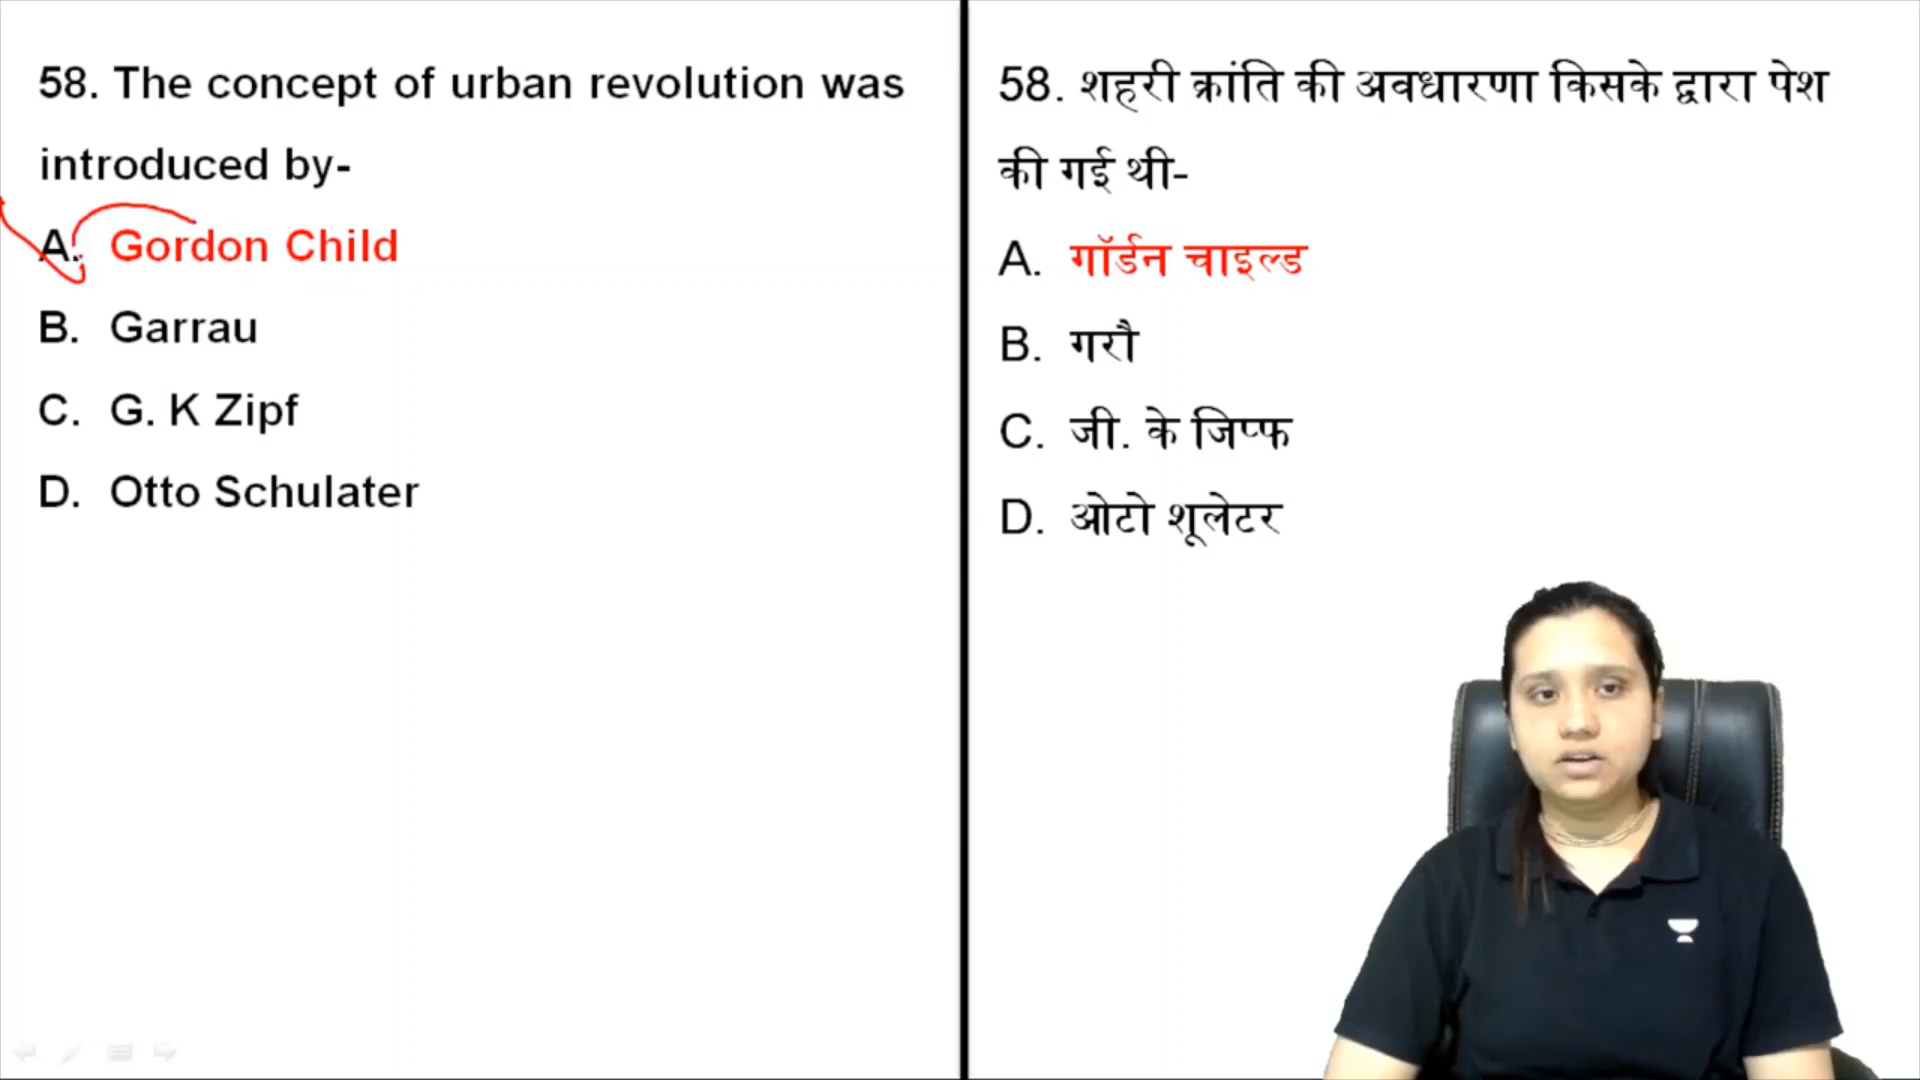 58. The concept of urban revolution was
introduced by-
A. Gordon Child
B. Garrau
C. G. K Zipf
D. Otto Schulater
58. शहरी क्रांति की अवधारणा किसके द्वारा पेश
की गई थी-
A. गॉर्डन चाइल्ड
B. गरौ
C. जी. के जिप्फ
D. ओटो शूलेटर